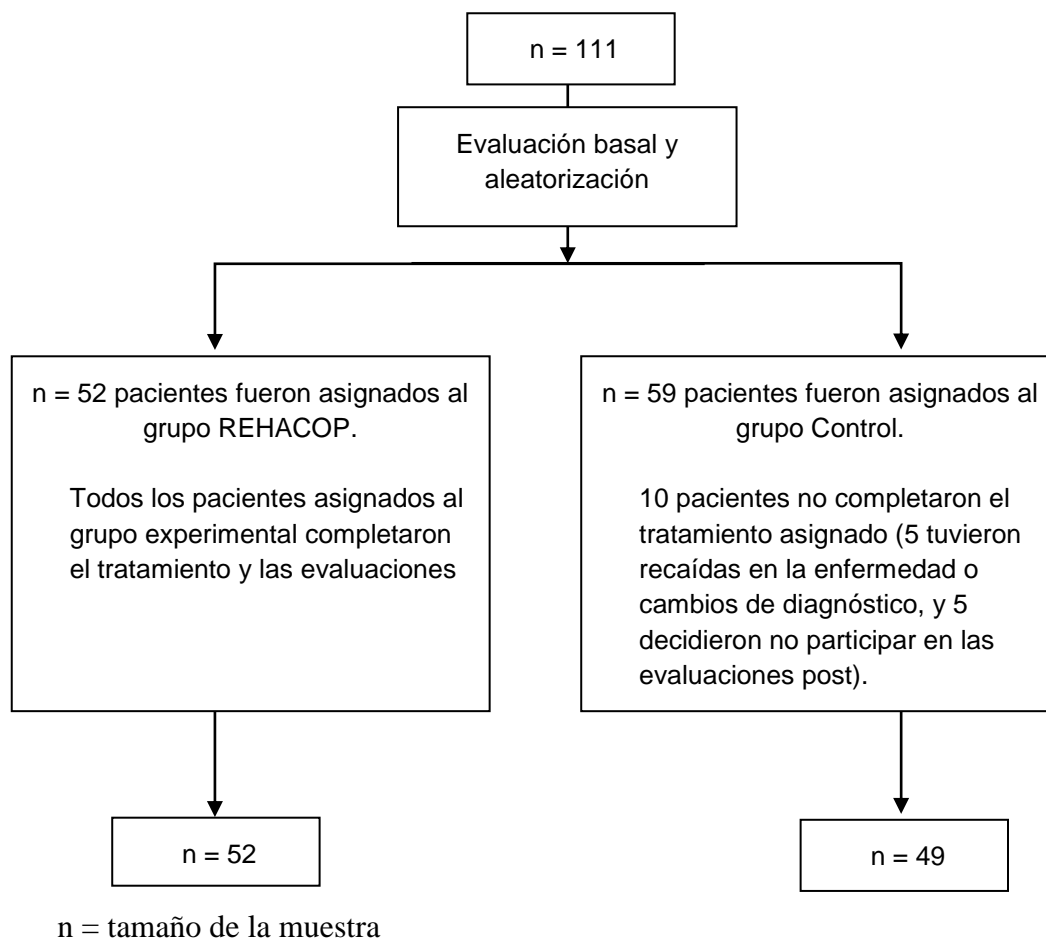 n = 111
Evaluación basal y
aleatorización
n = 52 pacientes fueron asignados al
grupo REHACOP.
Todos los pacientes asignados al
grupo experimental completaron
el tratamiento y las evaluaciones
n = 59 pacientes fueron asignados al
grupo Control.
10 pacientes no completaron el
tratamiento asignado (5 tuvieron
recaídas en la enfermedad o
cambios de diagnóstico, y 5
decidieron no participar en las
evaluaciones post).
n = 52
n = 49
n = tamaño de la muestra